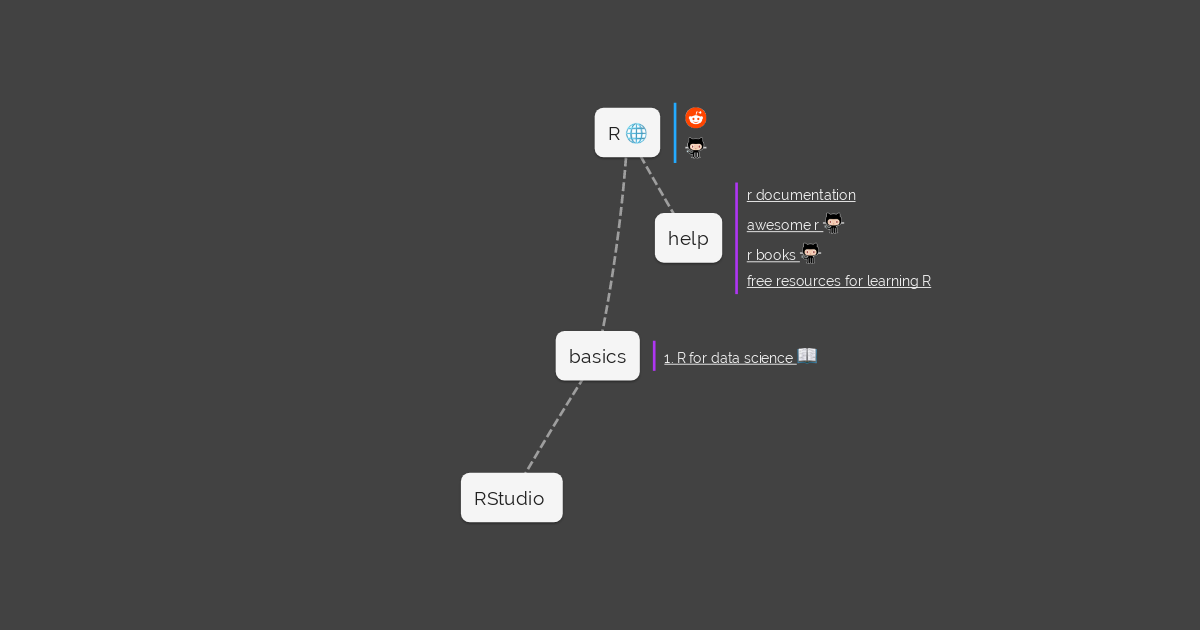 R
r documentation
awesome r
help
r books
free resources for learning R
basics
1. R for data science
RStudio